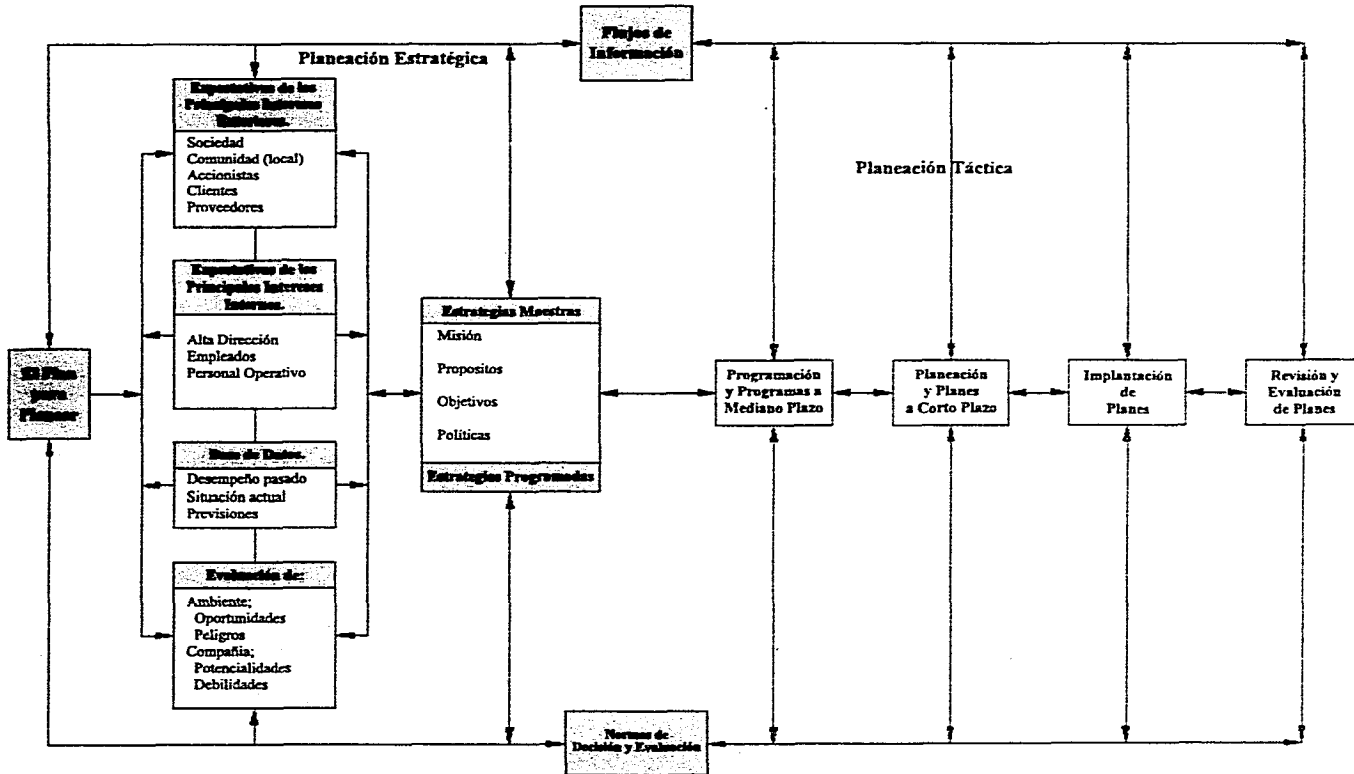 Flujos de
Información
Planeación Estratégica
Expectativas de los
Principales Intereses
Exteriores.
Sociedad
Comunidad (local)
Accionistas
Clientes
Proveedores
Planeación Táctica
Expectativas de los
Principales Intereses
Internos.
Alta Dirección
Empleados
Personal Operativo
El Plan
para
Planear
Base de Datos.
Desempeño pasado
Situación actual
Previsiones
Evaluación de:
Ambiente;
Oportunidades
Peligros
Compañia;
Potencialidades
Debilidades
Estrategias Maestras
Misión
Propositos
Objetivos
Políticas
Estrategias Programadas
Programación
y Programas a
Mediano Plazo
Planeación
y Planes
a Corto Plazo
Implantación
de
Planes
Revisión y
Evaluación
de Planes
Normas de
Decisión y Evaluación